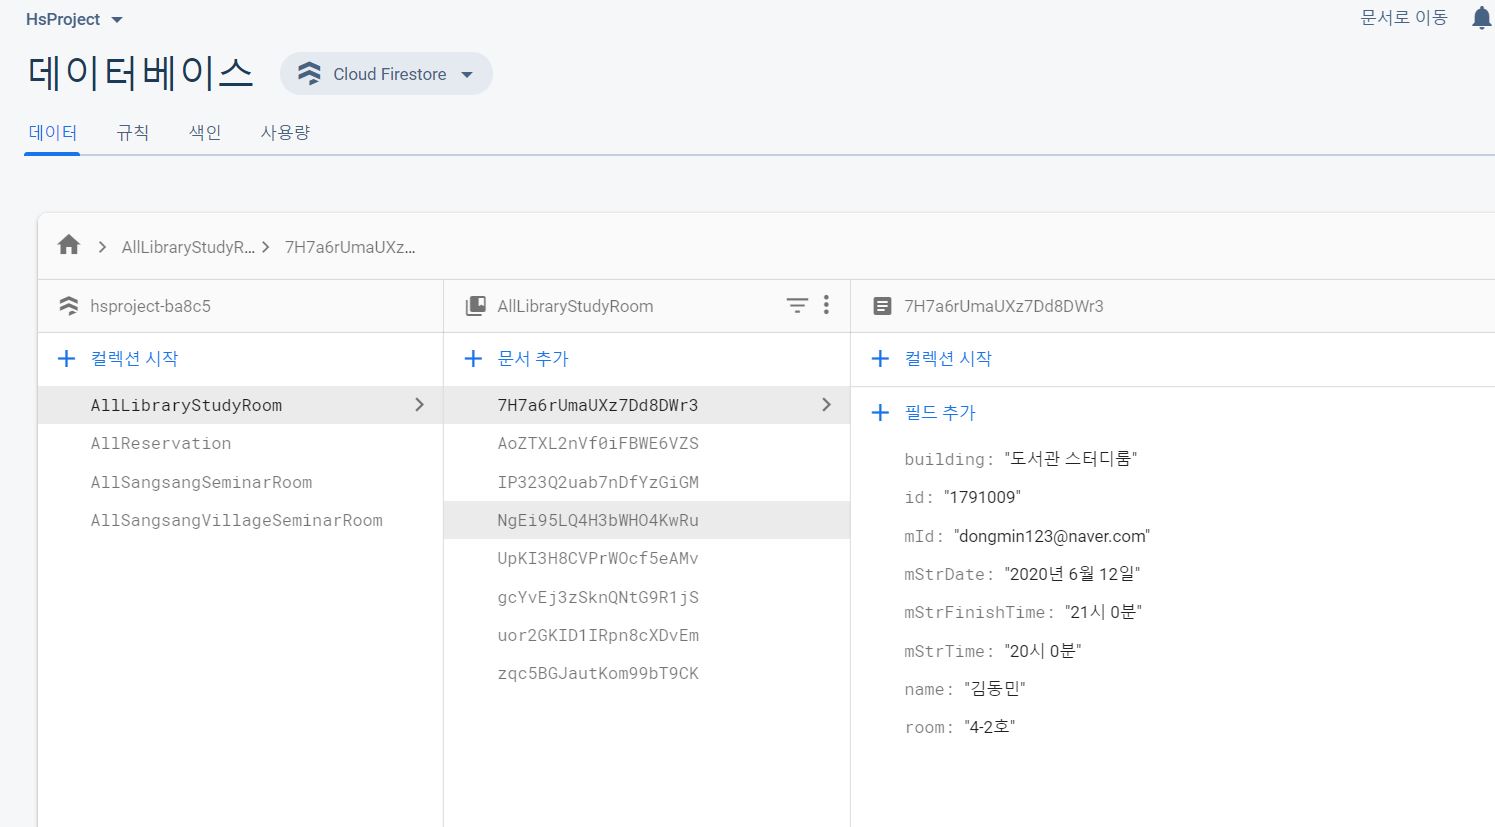 HsProject
문서로 이동
데이터베이스
Cloud Firestore
데이터 규칙 색인 사용량
AllLibraryStudyR... 7H7a6rUmaUXz...
hsproject-ba8c5
AllLibraryStudyRoom
7H7a6rUmaUXz7Dd8DWr3
컬렉션 시작
AllLibraryStudyRoom
AllReservation
AllSangsangSeminarRoom
AllSangsangVillageSeminarRoom
문서 추가
7H7a6rUmaUXz7Dd8DWr3
AoZTXL2nVf0iFBWE6VZS
IP323Q2uab7nDfYzGiGM
NgEi95LQ4H3bWHO4KwRu
UpKI3H8CVPrWOcf5eAMv
gcYvEj3zSknQNtG9R1jS
uor2GKID1IRpn8cXDvEm
zqc5BGJautKom99bT9CK
컬렉션 시작
필드 추가
building: "도서관 스터디룸"
id: "1791009"
mId: "dongmin123@naver.com"
mStrDate: "2020년 6월 12일"
mStrFinishTime: "21시 0분"
mStrTime: "20시 0분"
name: "김동민"
room: "4-2호"